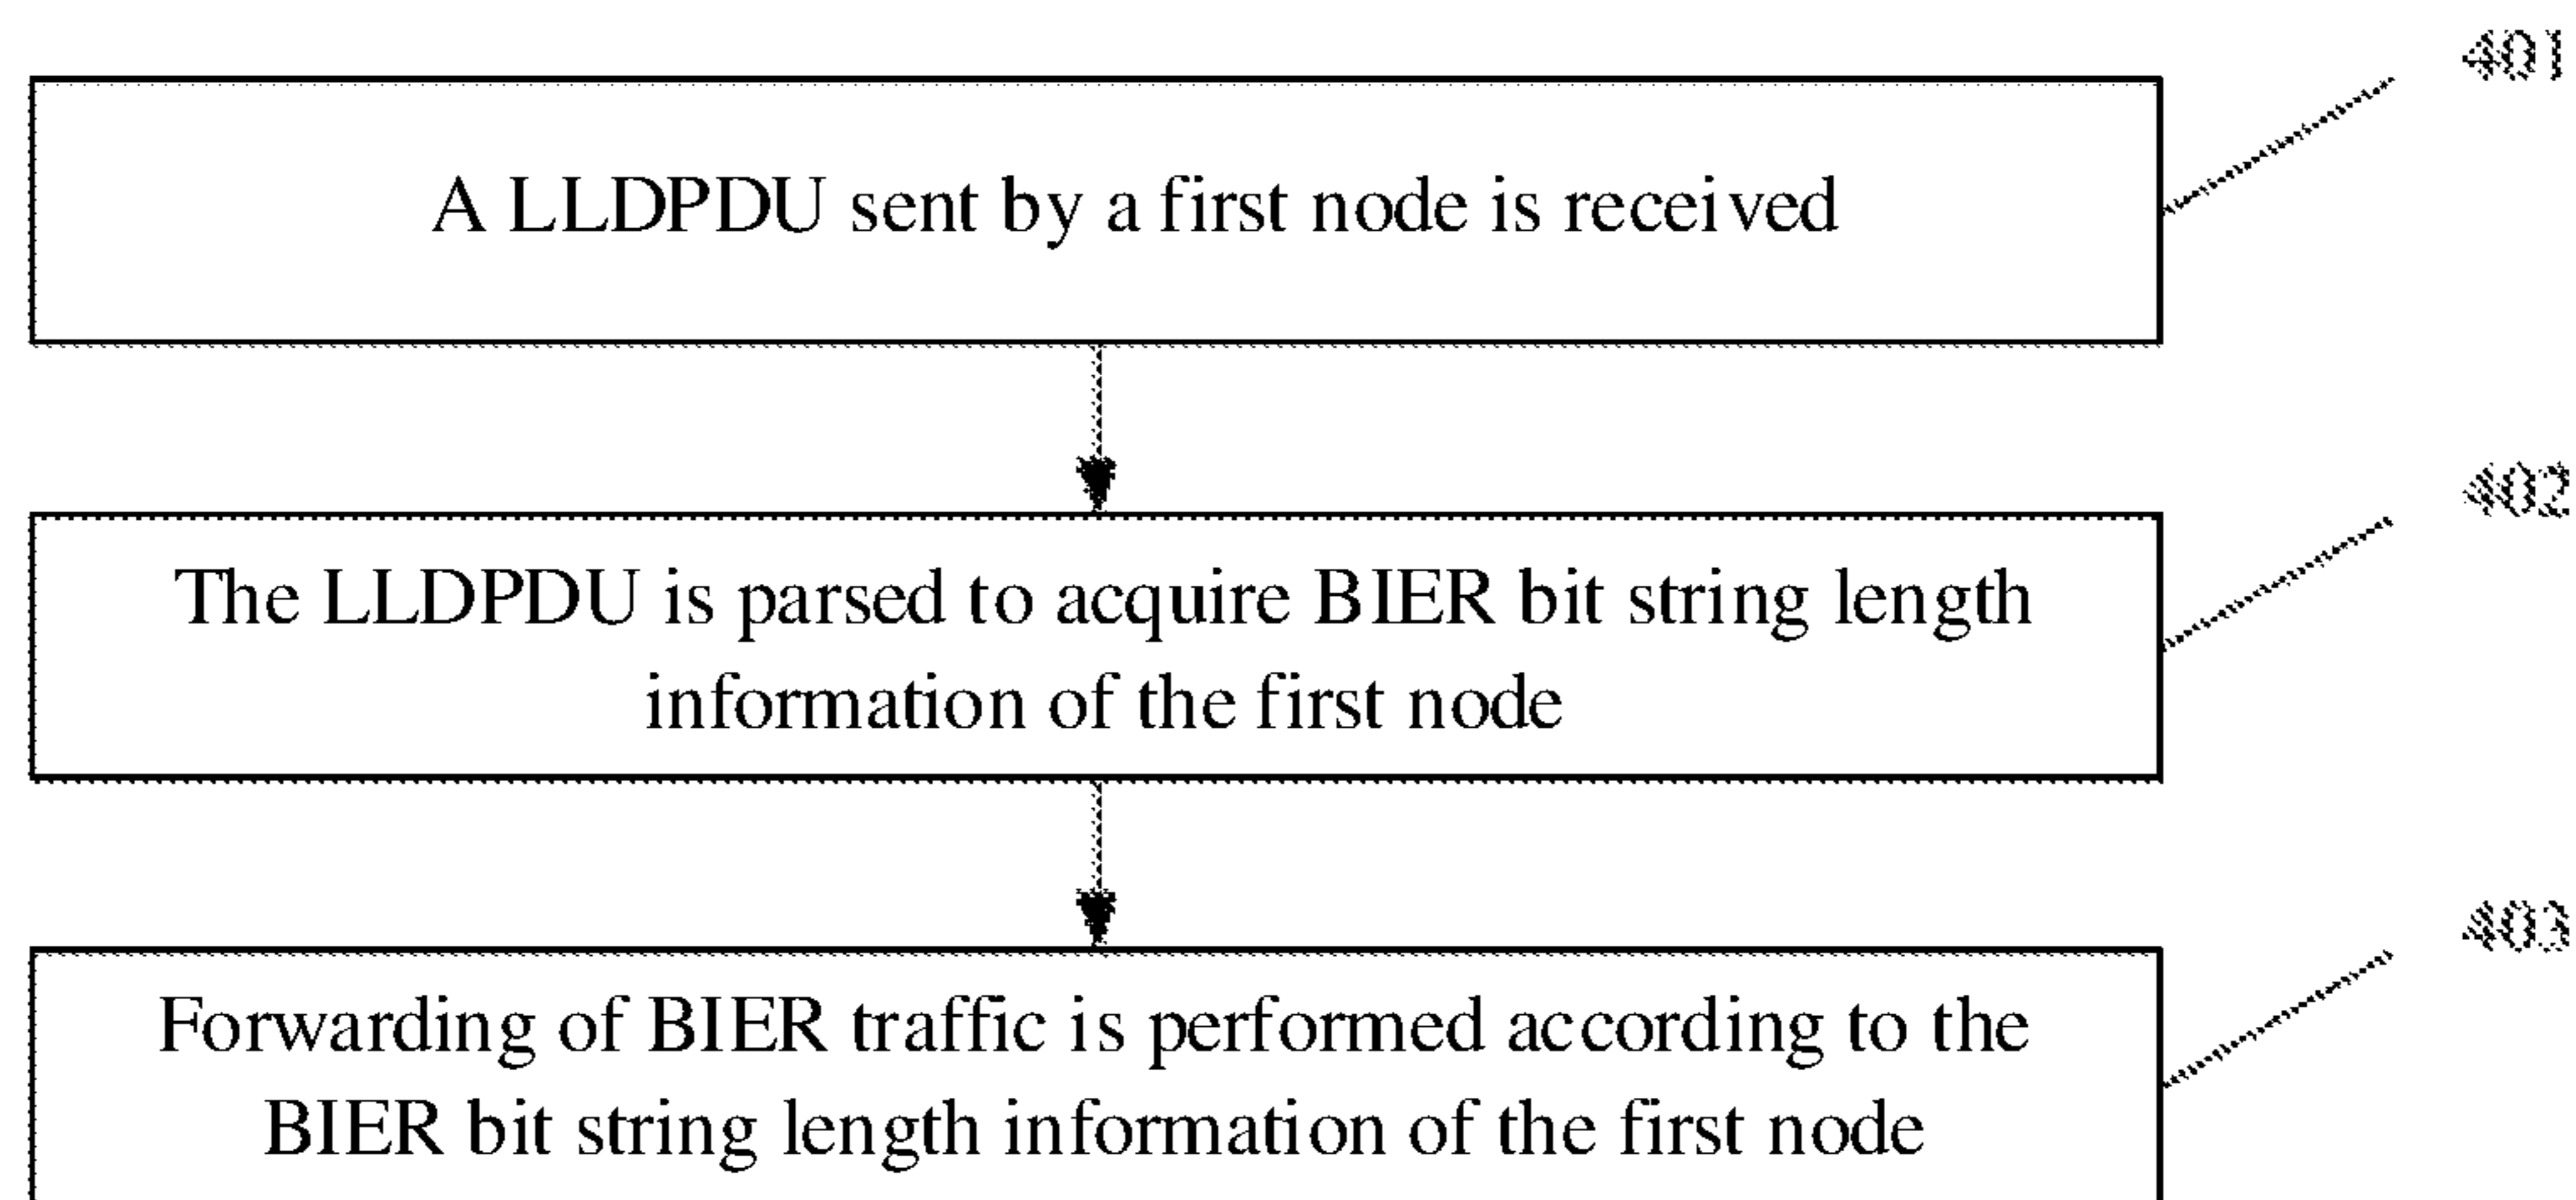 401
A LLDPDU sent by a first node is received
402
The LLDPDU is parsed to acquire BIER bit string length
information of the first node
403
Forwarding of BIER traffic is performed according to the
BIER bit string length information of the first node